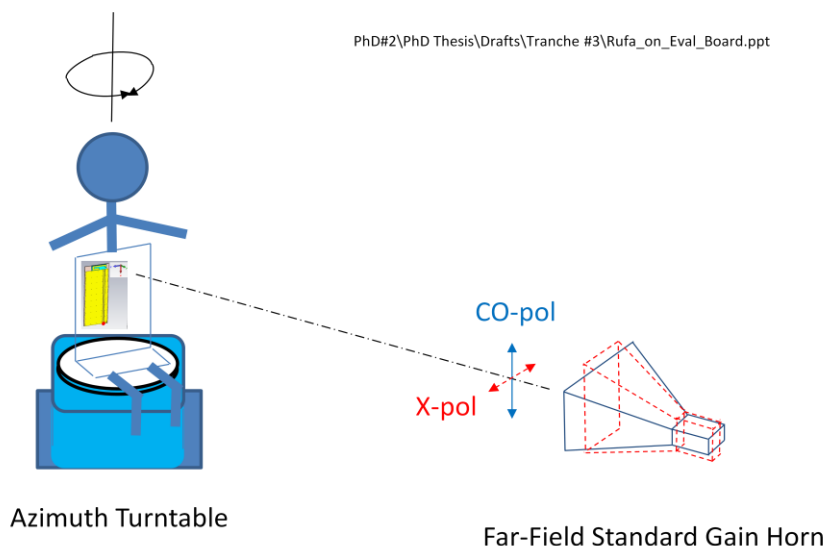 PhD#2\PhD Thesis\Drafts\Tranche #3\Rufa_on_Eval_Board.ppt
CO-pol
X-pol
Azimuth Turntable
Far-Field Standard Gain Horn